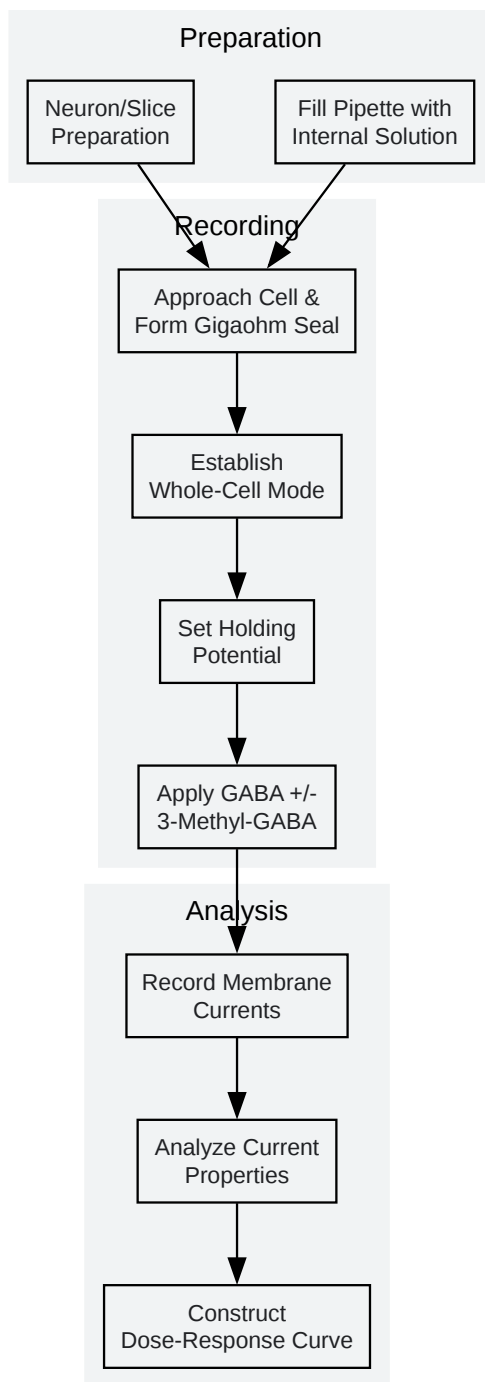 Preparation
Neuron/Slice
Preparation
Fill Pipette with
Internal Solution
Recording
Approach Cell &
Form Gigaohm Seal
Establish
Whole-Cell Mode
Set Holding
Potential
Apply GABA +/-
3-Methyl-GABA
Analysis
Record Membrane
Currents
Analyze Current
Properties
Construct
Dose-Response Curve